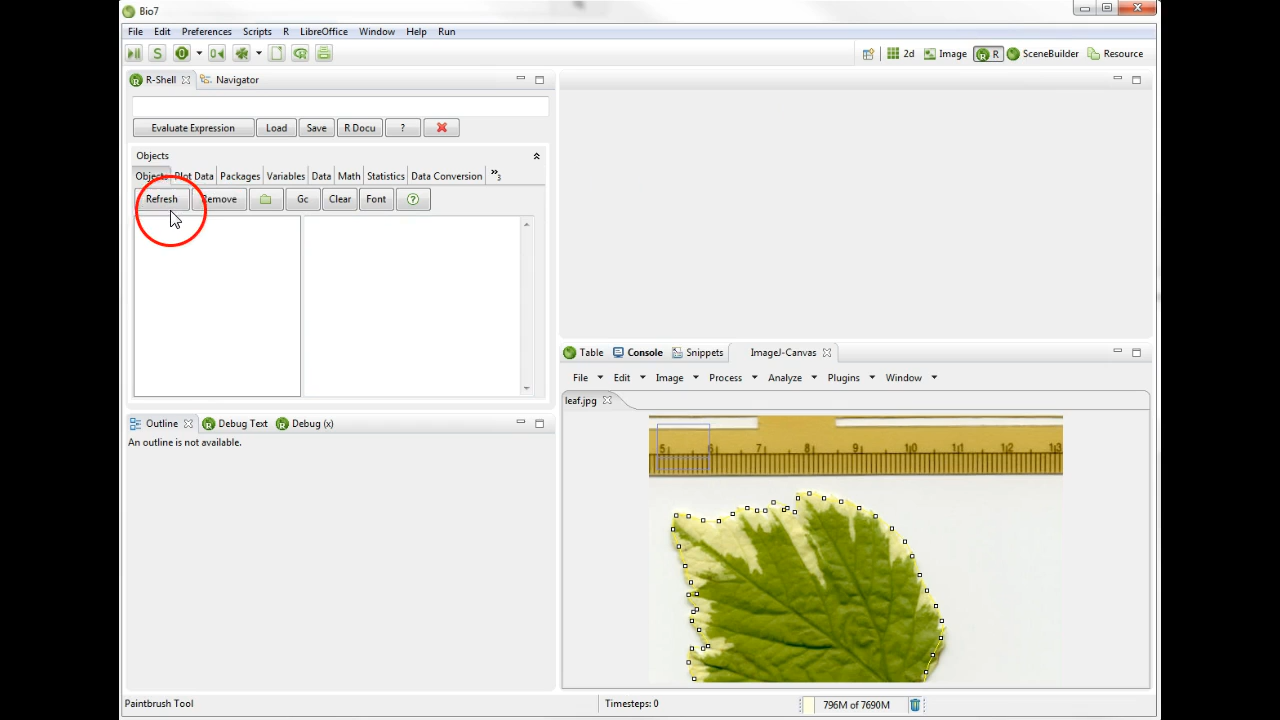 Bio7
File Edit Preferences Scripts R LibreOffice Window Help Run
S 2d Image R SceneBuilder Resource
R-Shell Navigator
Evaluate Expression Load Save R Docu ?
Objects
Objects Plot Data Packages Variables Data Math Statistics Data Conversion »3
Refresh Remove Gc Clear Font ?
Table Console Snippets ImageJ-Canvas
File Edit Image Process Analyze Plugins Window
leaf.jpg
Outline Debug Text Debug (x)
An outline is not available.
5 6 7 8 9 10 11 12 13
Paintbrush Tool Timesteps: 0 796M of 7690M